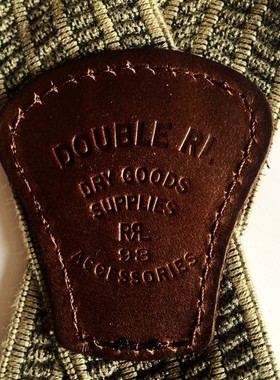 DOUBLE RL
DRY GOODS
SUPPLIES
RRL
93
ACCESSORIES